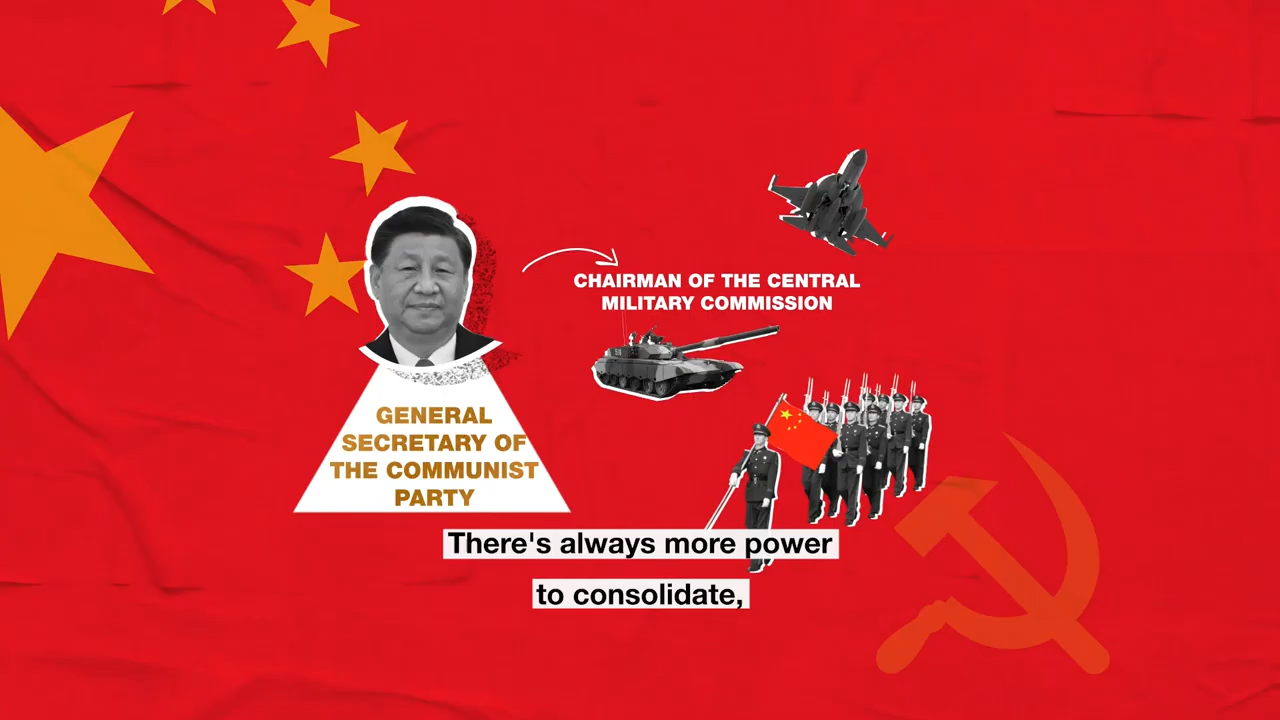 CHAIRMAN OF THE CENTRAL
MILITARY COMMISSION
GENERAL
SECRETARY OF
THE COMMUNIST
PARTY
There's always more power
to consolidate,